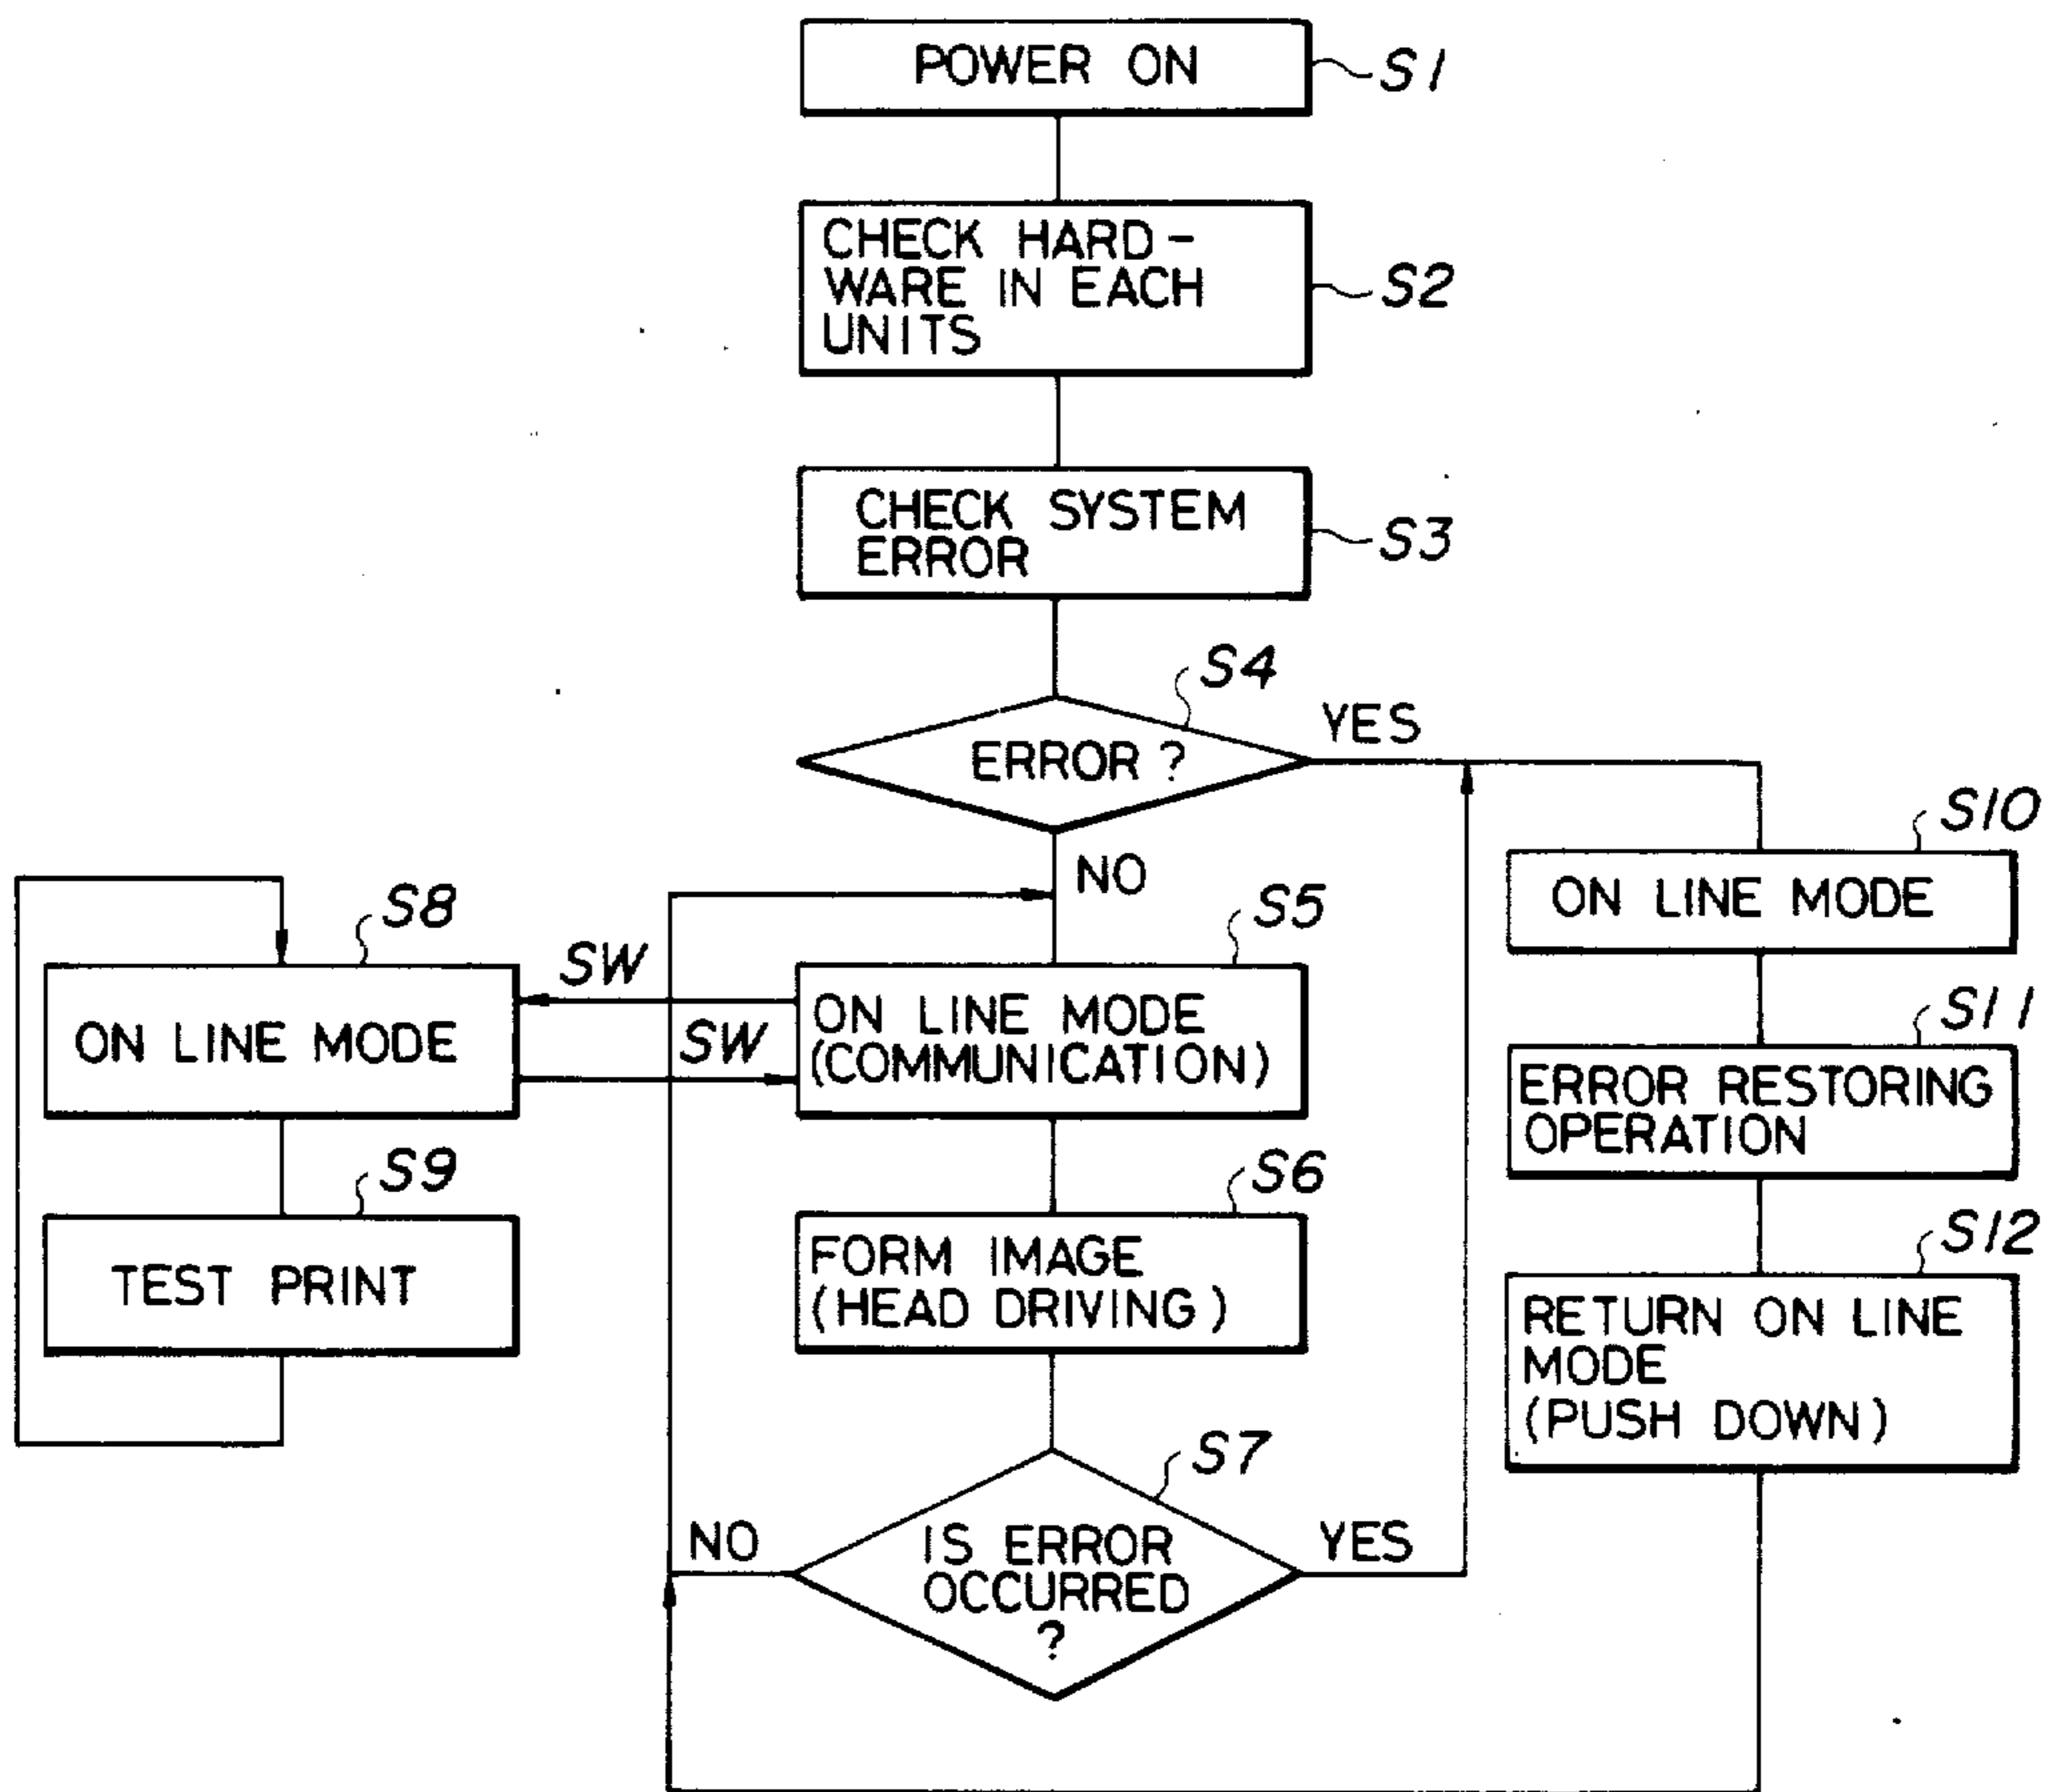 POWER ON
S1
CHECK HARD-
WARE IN EACH
UNITS
S2
CHECK SYSTEM
ERROR
S3
S4
ERROR ?
YES
NO
S5
ON LINE MODE
(COMMUNICATION)
SW
SW
S8
ON LINE MODE
S9
TEST PRINT
S6
FORM IMAGE
(HEAD DRIVING)
S7
IS ERROR
OCCURRED
?
NO
YES
S10
ON LINE MODE
S11
ERROR RESTORING
OPERATION
S12
RETURN ON LINE
MODE
(PUSH DOWN)